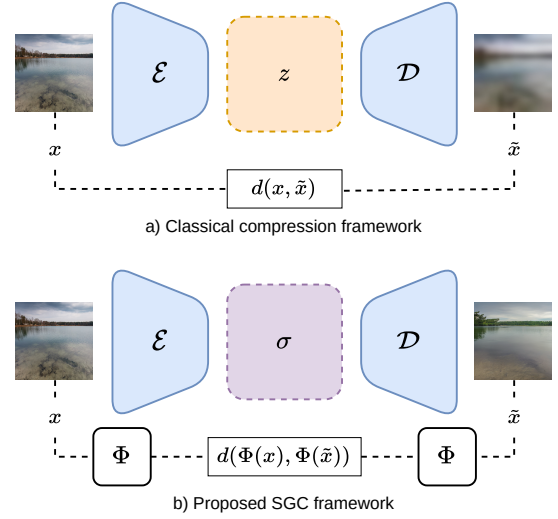 ℰ z 𝒟
x x̃
d(x, x̃)
a) Classical compression framework
ℰ σ 𝒟
x x̃
Φ d(Φ(x), Φ(x̃)) Φ
b) Proposed SGC framework